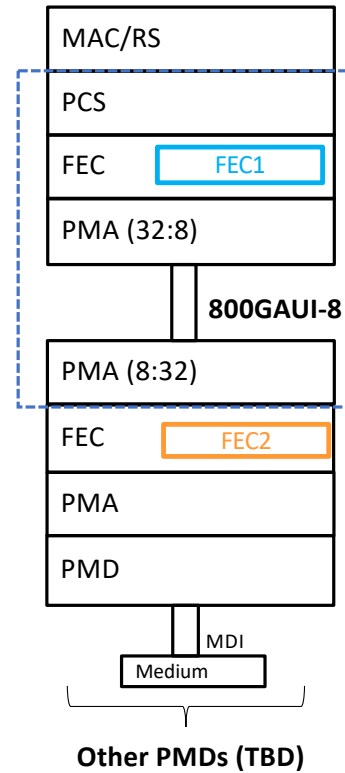 MAC/RS
PCS
FEC FEC1
PMA (32:8)
800GAUI-8
PMA (8:32)
FEC FEC2
PMA
PMD
MDI
Medium
Other PMDs (TBD)